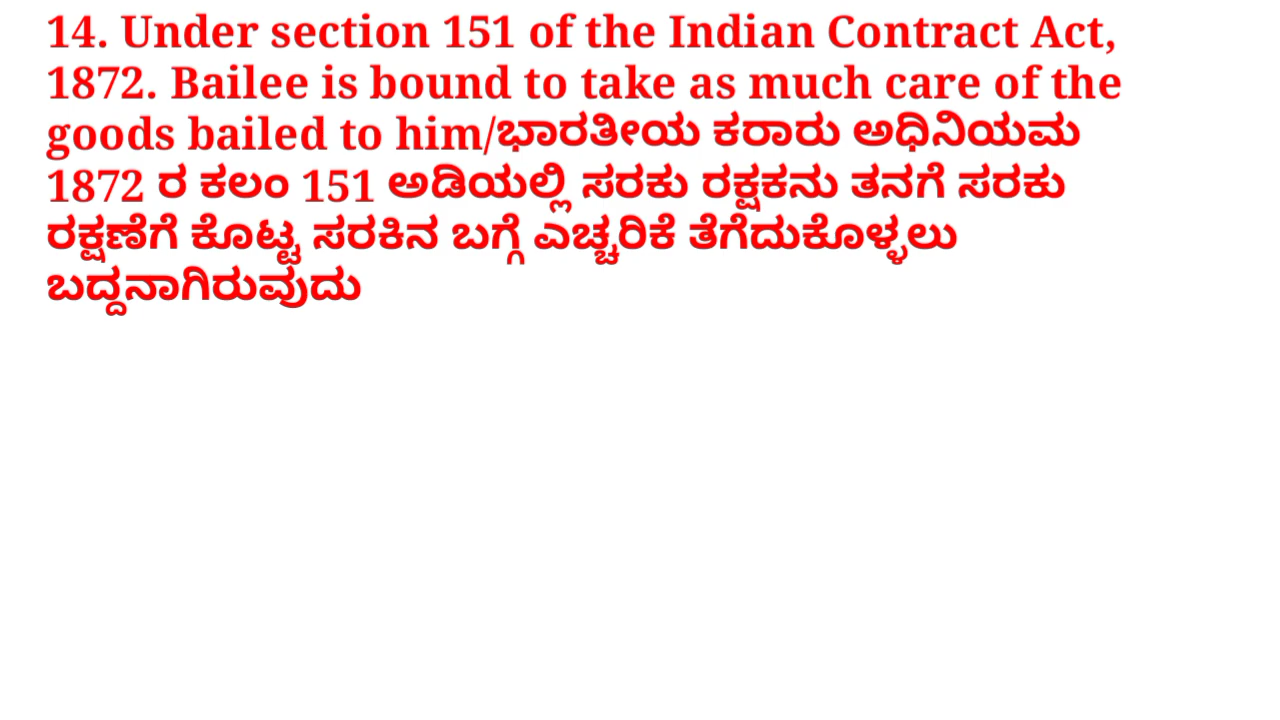 14. Under section 151 of the Indian Contract Act,
1872. Bailee is bound to take as much care of the
goods bailed to him/ಭಾರತೀಯ ಕರಾರು ಅಧಿನಿಯಮ
1872 ರ ಕಲಂ 151 ಅಡಿಯಲ್ಲಿ ಸರಕು ರಕ್ಷಕನು ತನಗೆ ಸರಕು
ರಕ್ಷಣೆಗೆ ಕೊಟ್ಟ ಸರಕಿನ ಬಗ್ಗೆ ಎಚ್ಚರಿಕೆ ತೆಗೆದುಕೊಳ್ಳಲು
ಬದ್ದನಾಗಿರುವುದು